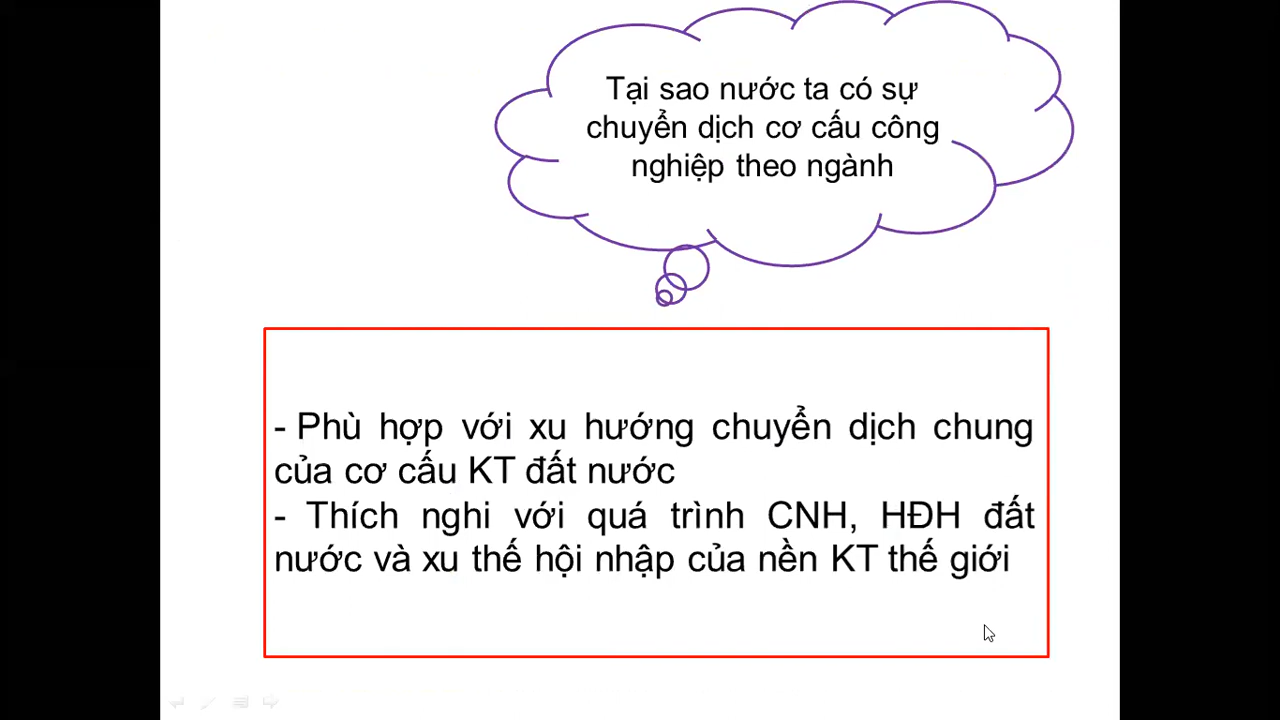 Tại sao nước ta có sự
chuyển dịch cơ cấu công
nghiệp theo ngành
- Phù hợp với xu hướng chuyển dịch chung
của cơ cấu KT đất nước
- Thích nghi với quá trình CNH, HĐH đất
nước và xu thế hội nhập của nền KT thế giới